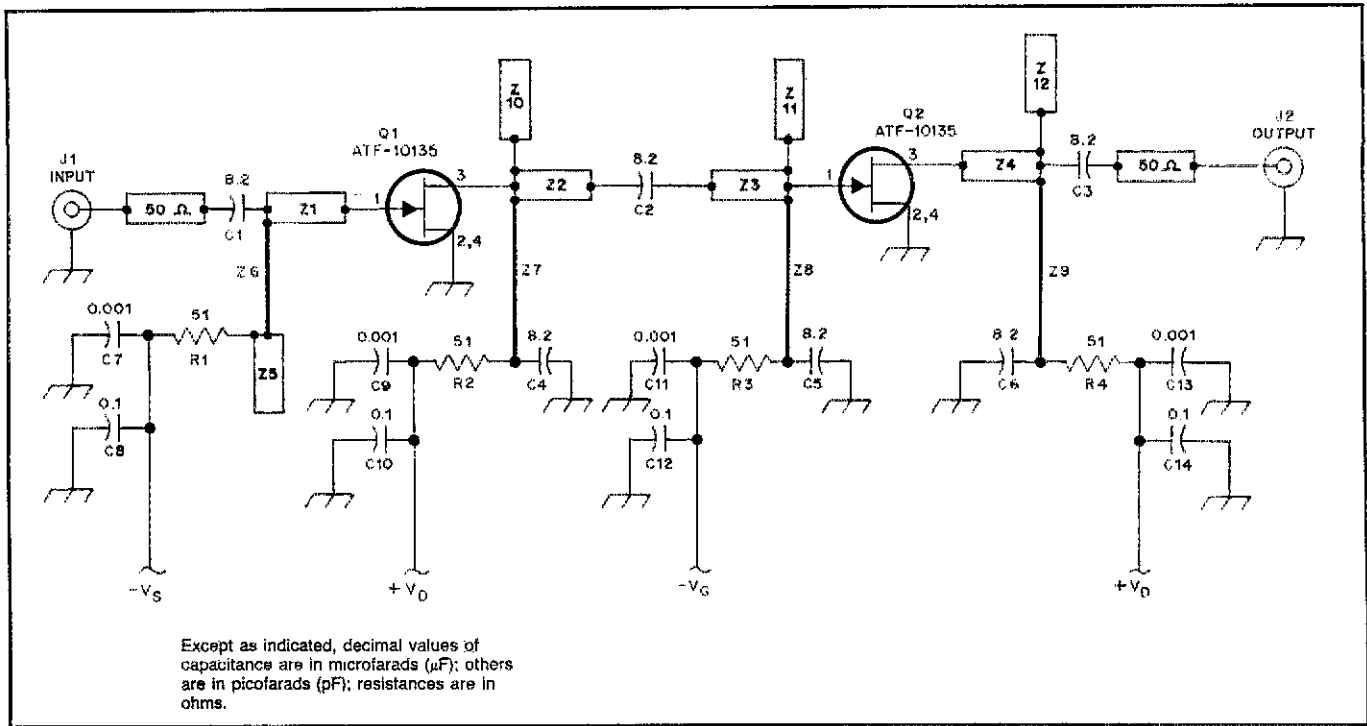 Z
12
Z
10
Z
11
Q2
ATF-10135
J2
OUTPUT
Q1
ATF-10135
8.2
J1
INPUT
3
Z4
C3
50 Ω
8.2
3
Z2
8.2
C2
Z3
1
2,4
50 Ω
C1
Z1
1
2,4
Z6
Z7
Z8
Z9
0.001
C7
51
R1
Z5
0.001
C9
51
R2
8.2
C4
0.001
C11
51
R3
8.2
C5
8.2
C6
51
R4
0.001
C13
0.1
C8
0.1
C10
0.1
C12
0.1
C14
-VS
+VD
-VG
+VD
Except as indicated, decimal values of
capacitance are in microfarads (µF); others
are in picofarads (pF); resistances are in
ohms.